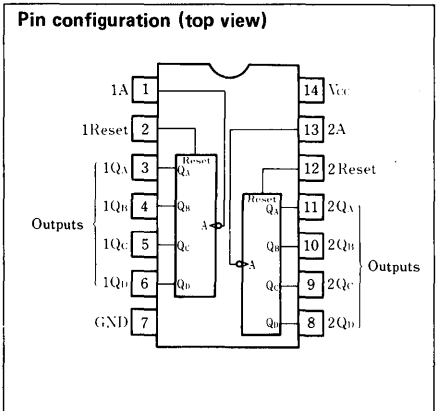 Pin configuration (top view)
1A 1 14 Vcc
1Reset 2 13 2A
Reset
1QA 3 QA 12 2 Reset
Reset
1QB 4 QB A QA 11 2QA
Outputs
1QC 5 QC A QB 10 2QB
Outputs
1QD 6 QD QC 9 2QC
GND 7 QD 8 2QD